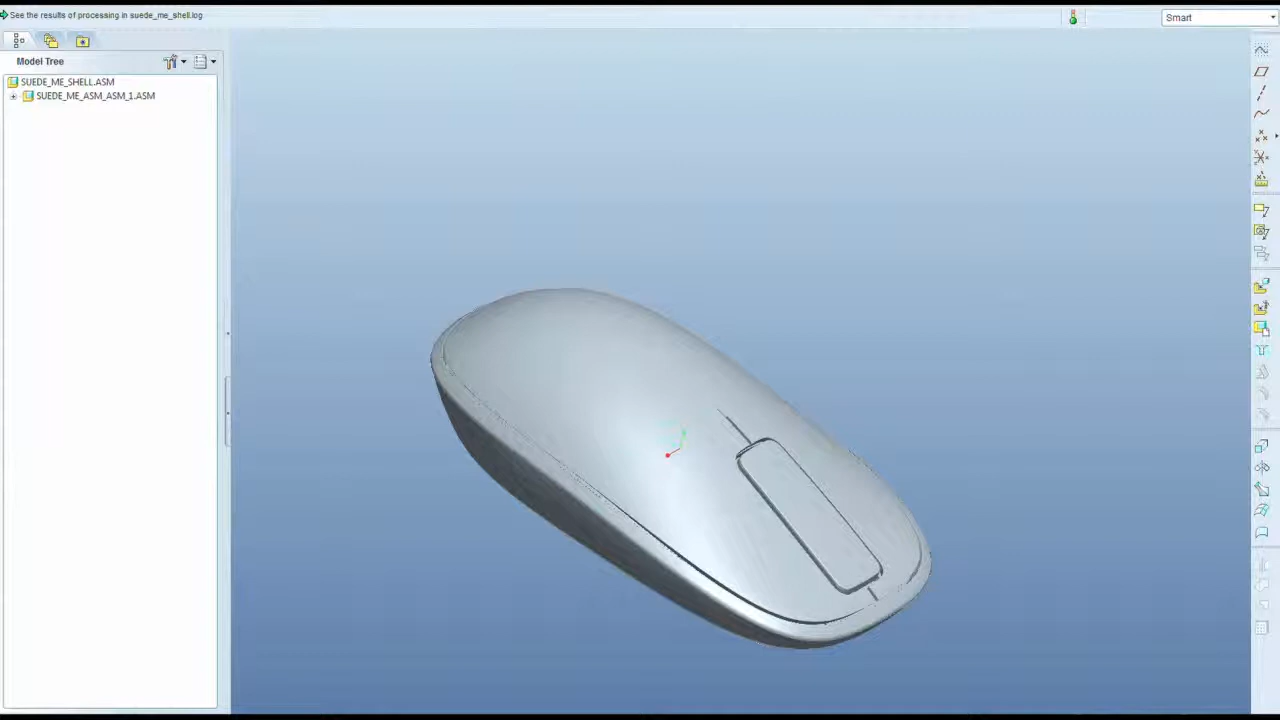 See the results of processing in suede_me_shell.log
Smart
Model Tree
SUEDE_ME_SHELL.ASM
SUEDE_ME_ASM_ASM_1.ASM